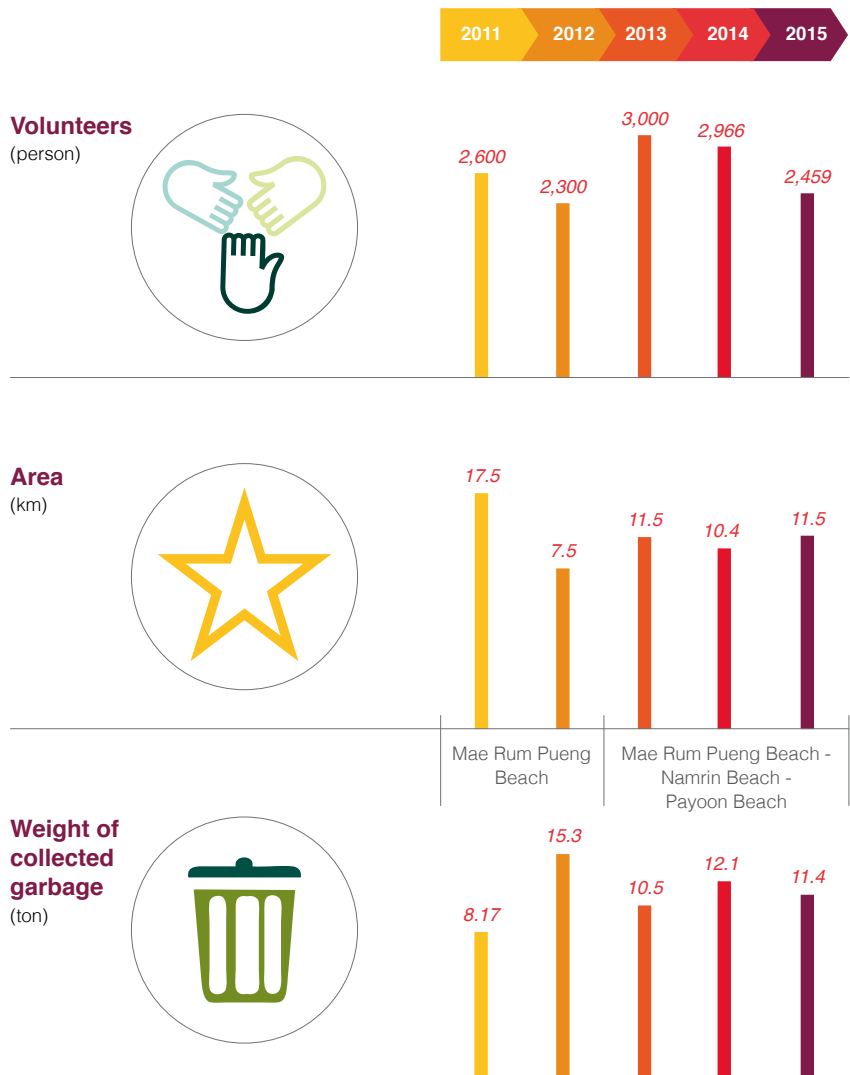 2011 2012 2013 2014 2015
Volunteers
(person)
2,600 2,300 3,000 2,966 2,459
Area
(km)
17.5 7.5 11.5 10.4 11.5
Mae Rum Pueng
Beach
Mae Rum Pueng Beach -
Namrin Beach -
Payoon Beach
Weight of
collected
garbage
(ton)
8.17 15.3 10.5 12.1 11.4